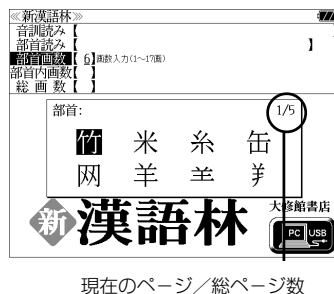 ≪新漢語林≫
音訓読み【
部首読み【 】
部首画数【 6】画数入力(1〜17画)
部首内画数【 】
総画数【 】
部首: 1/5
竹 米 糸 缶
网 羊 ⺷ ⺶
新漢語林 大修館書店
PC USB
現在のページ／総ページ数